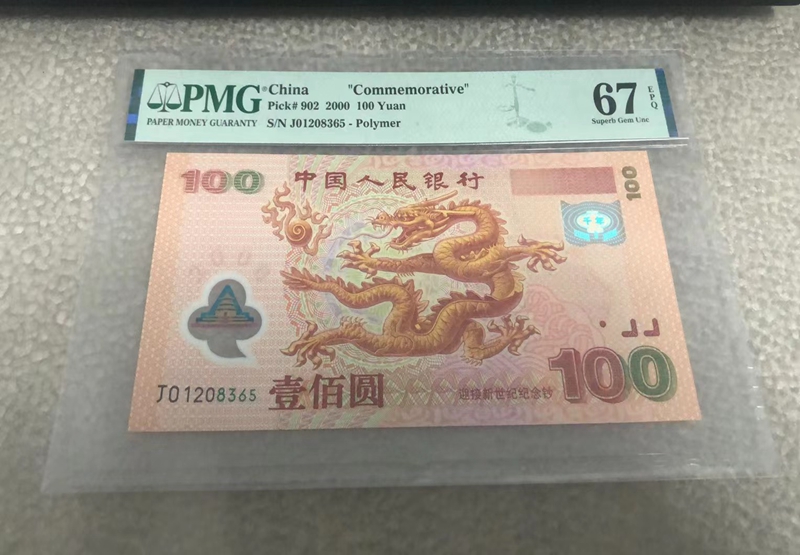 PMG China "Commemorative"
PAPER MONEY GUARANTY
Pick# 902 2000 100 Yuan
S/N J01208365 - Polymer
67 EPQ
Superb Gem Unc
100 中国人民银行
100
J01208365 壹佰圆
迎接新世纪纪念钞
100